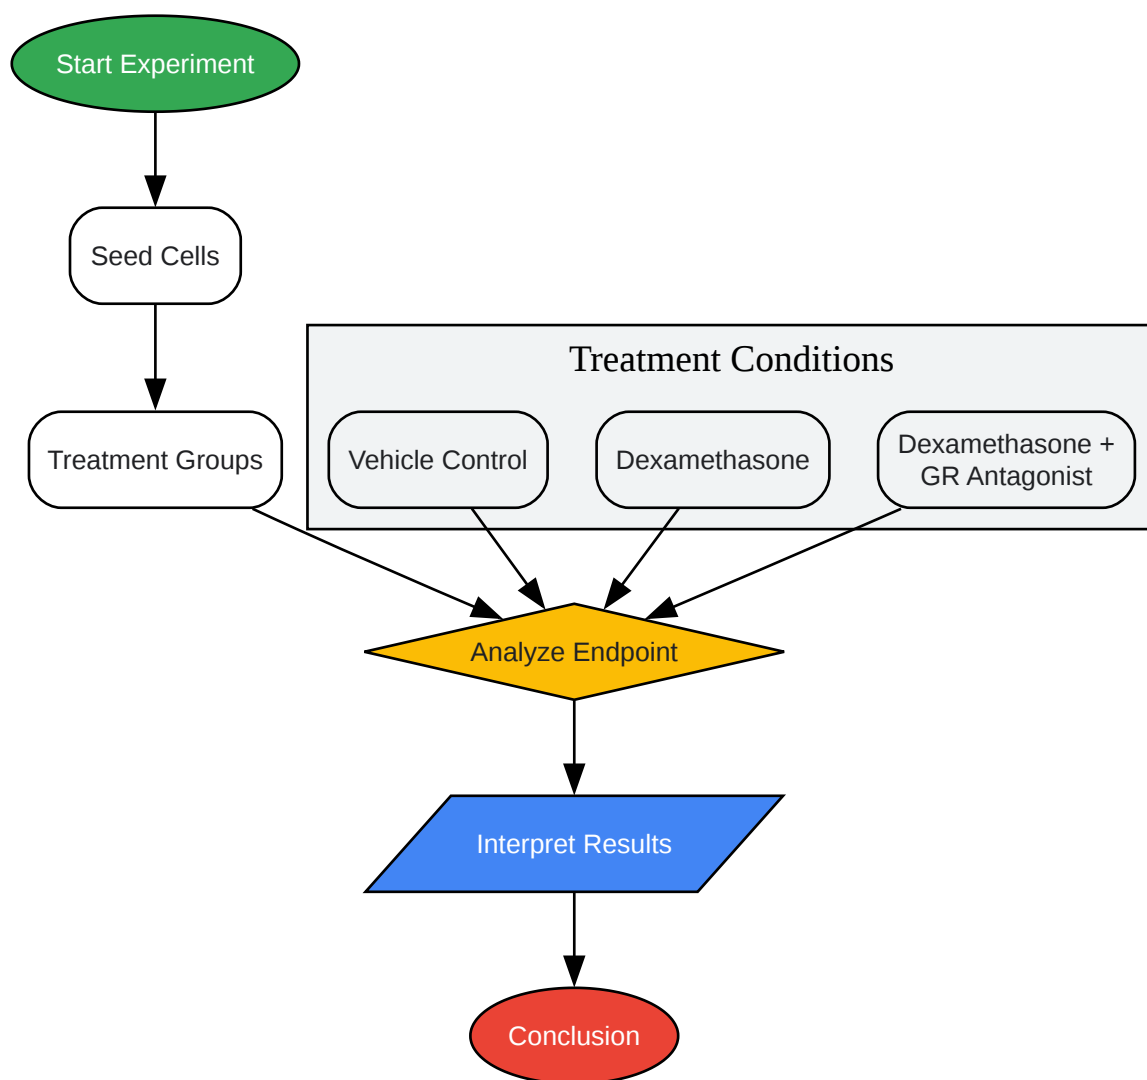 Start Experiment
Seed Cells
Treatment Conditions
Treatment Groups
Vehicle Control
Dexamethasone
Dexamethasone +
GR Antagonist
Analyze Endpoint
Interpret Results
Conclusion